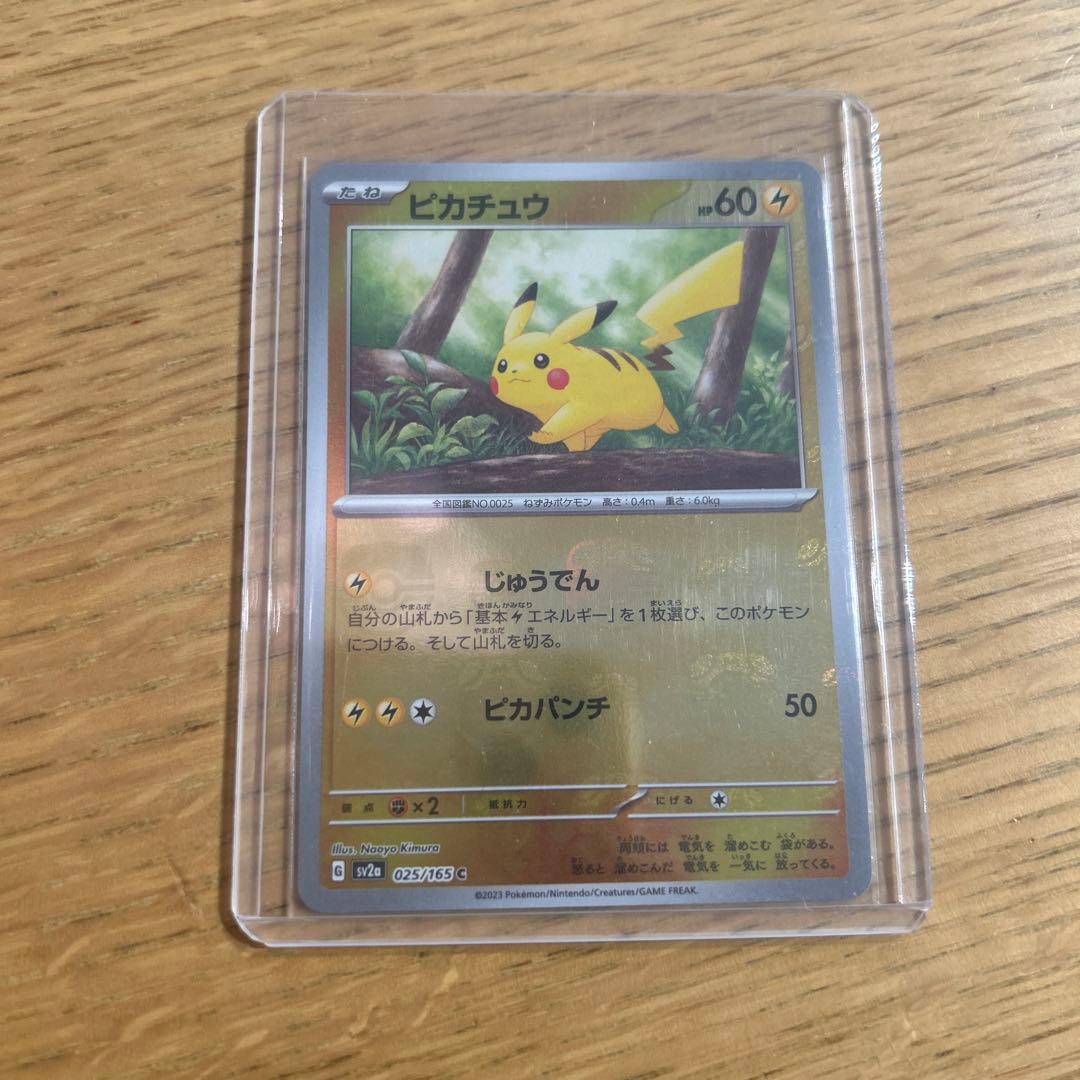 たね ピカチュウ HP60
全国図鑑NO.0025 ねずみポケモン 高さ:0.4m 重さ:6.0kg
じゅうでん
自分の山札から「基本エネルギー」を1枚選び、このポケモン
につける。そして山札を切る。
ピカパンチ 50
弱点 ×2 抵抗力 にげる
Illus. Naoyo Kimura
両頬には 電気を 溜めこむ 袋がある。
怒ると 溜めこんだ 電気を 一気に 放ってくる。
G sv2a 025/165 C
©2023 Pokémon/Nintendo/Creatures/GAME FREAK.